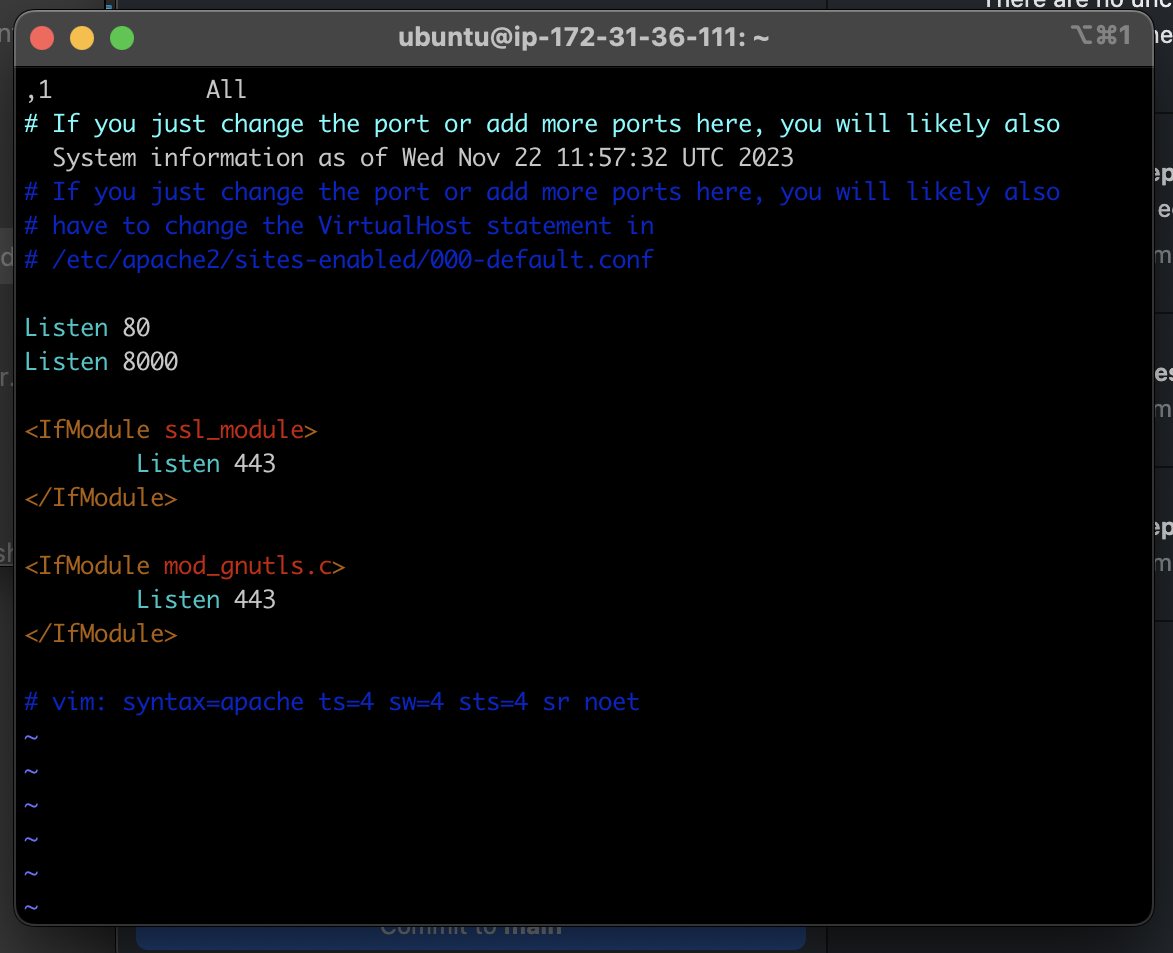 There are no unc
ubuntu@ip-172-31-36-111: ~
⌥⌘1
,1 All
# If you just change the port or add more ports here, you will likely also
System information as of Wed Nov 22 11:57:32 UTC 2023
# If you just change the port or add more ports here, you will likely also
# have to change the VirtualHost statement in
# /etc/apache2/sites-enabled/000-default.conf
Listen 80
Listen 8000
<IfModule ssl_module>
Listen 443
</IfModule>
<IfModule mod_gnutls.c>
Listen 443
</IfModule>
# vim: syntax=apache ts=4 sw=4 sts=4 sr noet
~
~
~
~
~
~
Commit to main